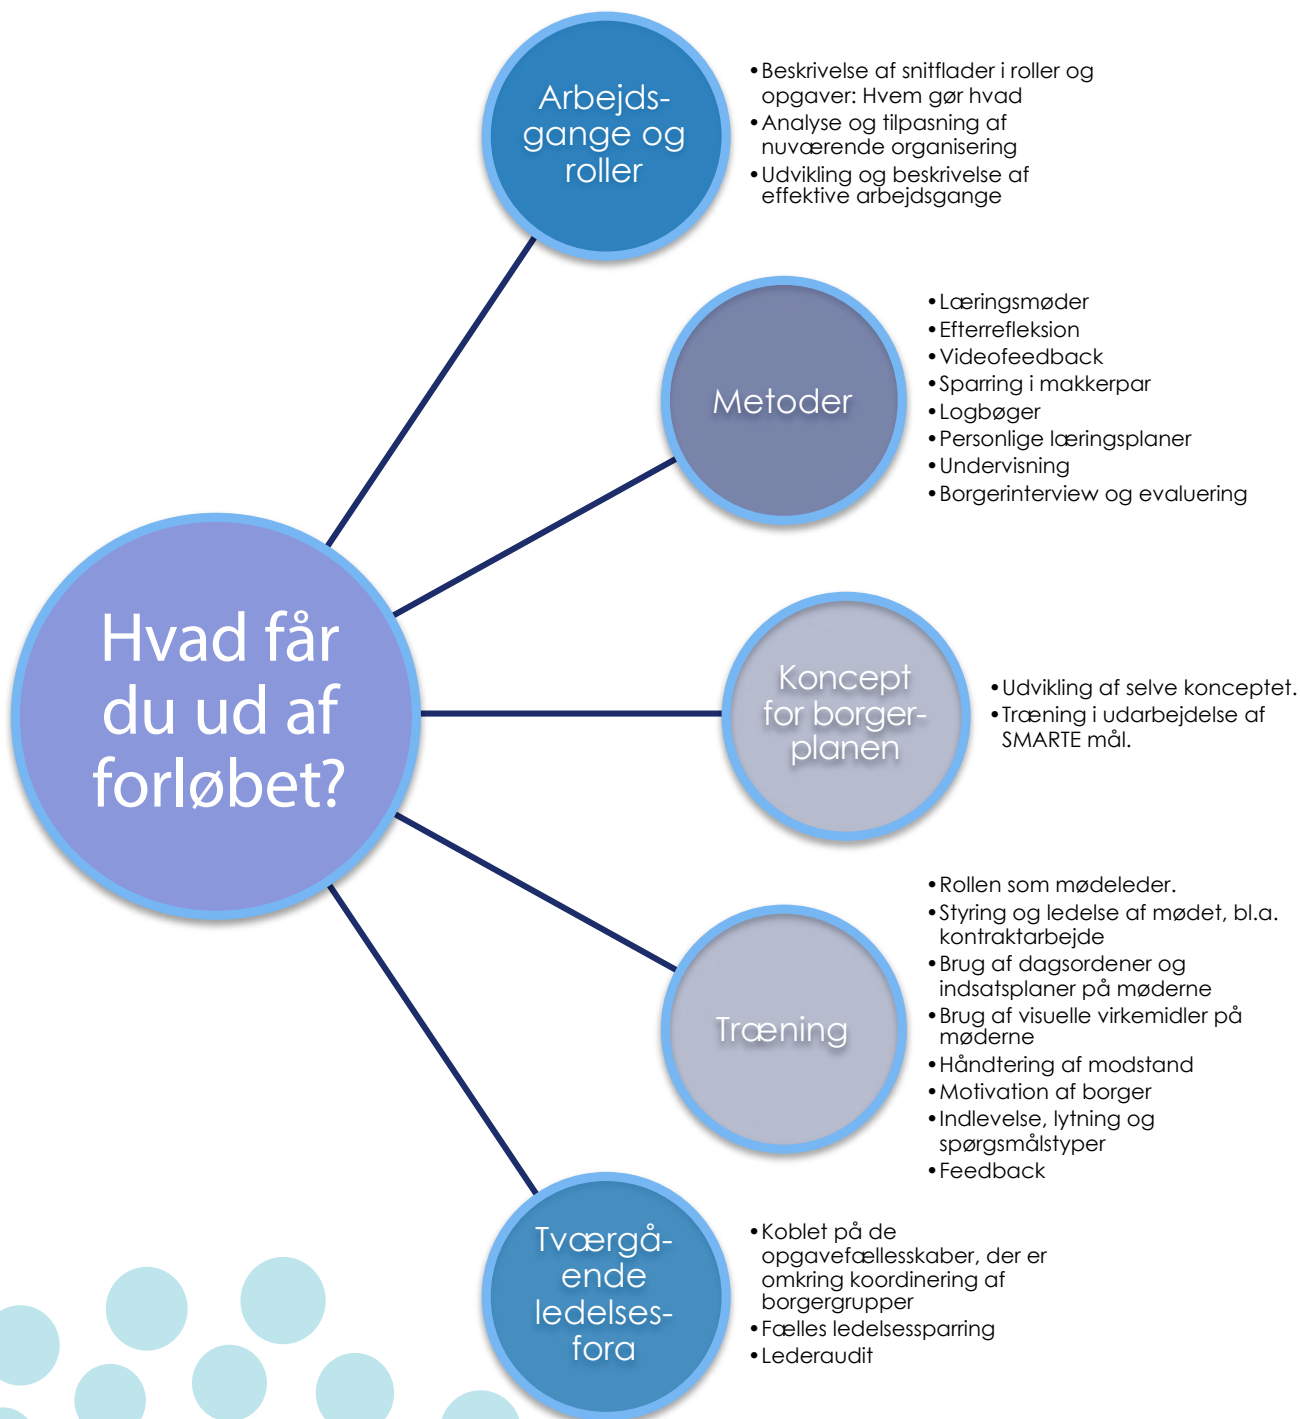 Hvad får
du ud af
forløbet?
Arbejds-
gange og
roller
•Beskrivelse af snitflader i roller og
opgaver: Hvem gør hvad
•Analyse og tilpasning af
nuværende organisering
•Udvikling og beskrivelse af
effektive arbejdsgange
Metoder
•Læringsmøder
•Efterrefleksion
•Videofeedback
•Sparring i makkerpar
•Logbøger
•Personlige læringsplaner
•Undervisning
•Borgerinterview og evaluering
Koncept
for borger-
planen
•Udvikling af selve konceptet.
•Træning i udarbejdelse af
SMARTE mål.
Træning
•Rollen som mødeleder.
•Styring og ledelse af mødet, bl.a.
kontraktarbejde
•Brug af dagsordener og
indsatsplaner på møderne
•Brug af visuelle virkemidler på
møderne
•Håndtering af modstand
•Motivation af borger
•Indlevelse, lytning og
spørgsmålstyper
•Feedback
Tværgå-
ende
ledelses-
fora
•Koblet på de
opgavefællesskaber, der er
omkring koordinering af
borgergrupper
•Fælles ledelsessparring
•Lederaudit